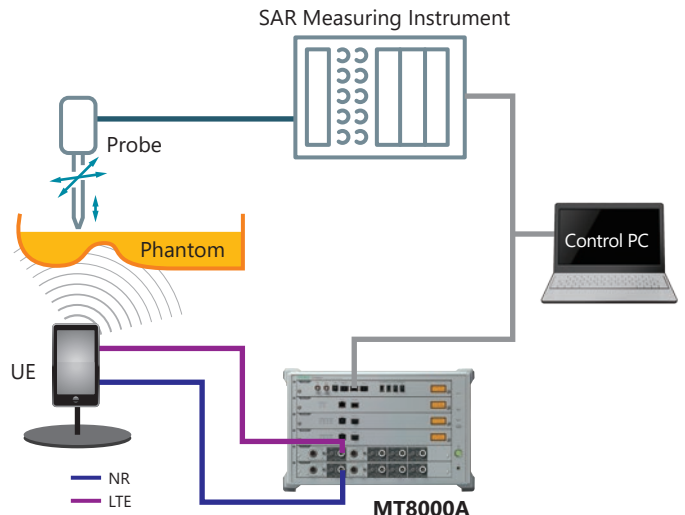 SAR Measuring Instrument
Probe
Phantom
Control PC
UE
NR
LTE
MT8000A